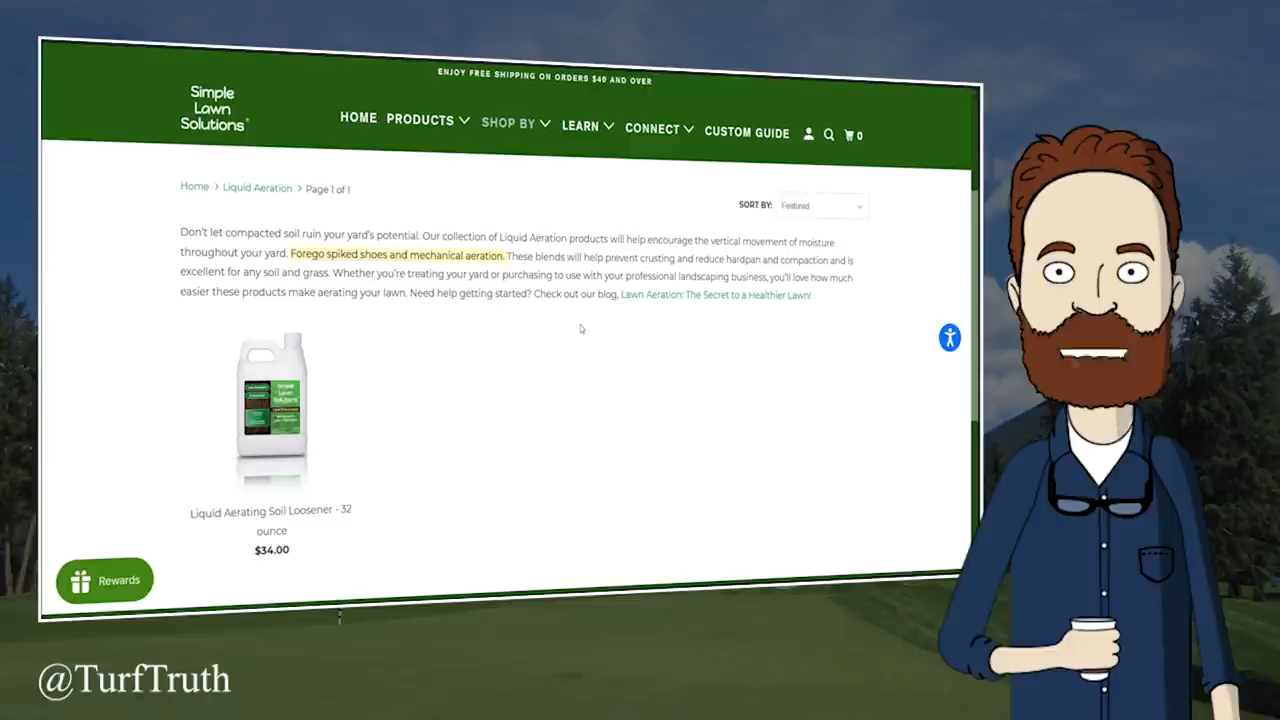 ENJOY FREE SHIPPING ON ORDERS $40 AND OVER
Simple
Lawn
Solutions
HOME PRODUCTS SHOP BY LEARN CONNECT CUSTOM GUIDE 0
Home > Liquid Aeration > Page 1 of 1
SORT BY: Featured
Don't let compacted soil ruin your yard's potential. Our collection of Liquid Aeration products will help encourage the vertical movement of moisture
throughout your yard. Forego spiked shoes and mechanical aeration. These blends will help prevent crusting and reduce hardpan and compaction and is
excellent for any soil and grass. Whether you're treating your yard or purchasing to use with your professional landscaping business, you'll love how much
easier these products make aerating your lawn. Need help getting started? Check out our blog, Lawn Aeration: The Secret to a Healthier Lawn!
Simple
Lawn
Solutions
Liquid Aerating Soil Loosener - 32
ounce
$34.00
Rewards
@TurfTruth